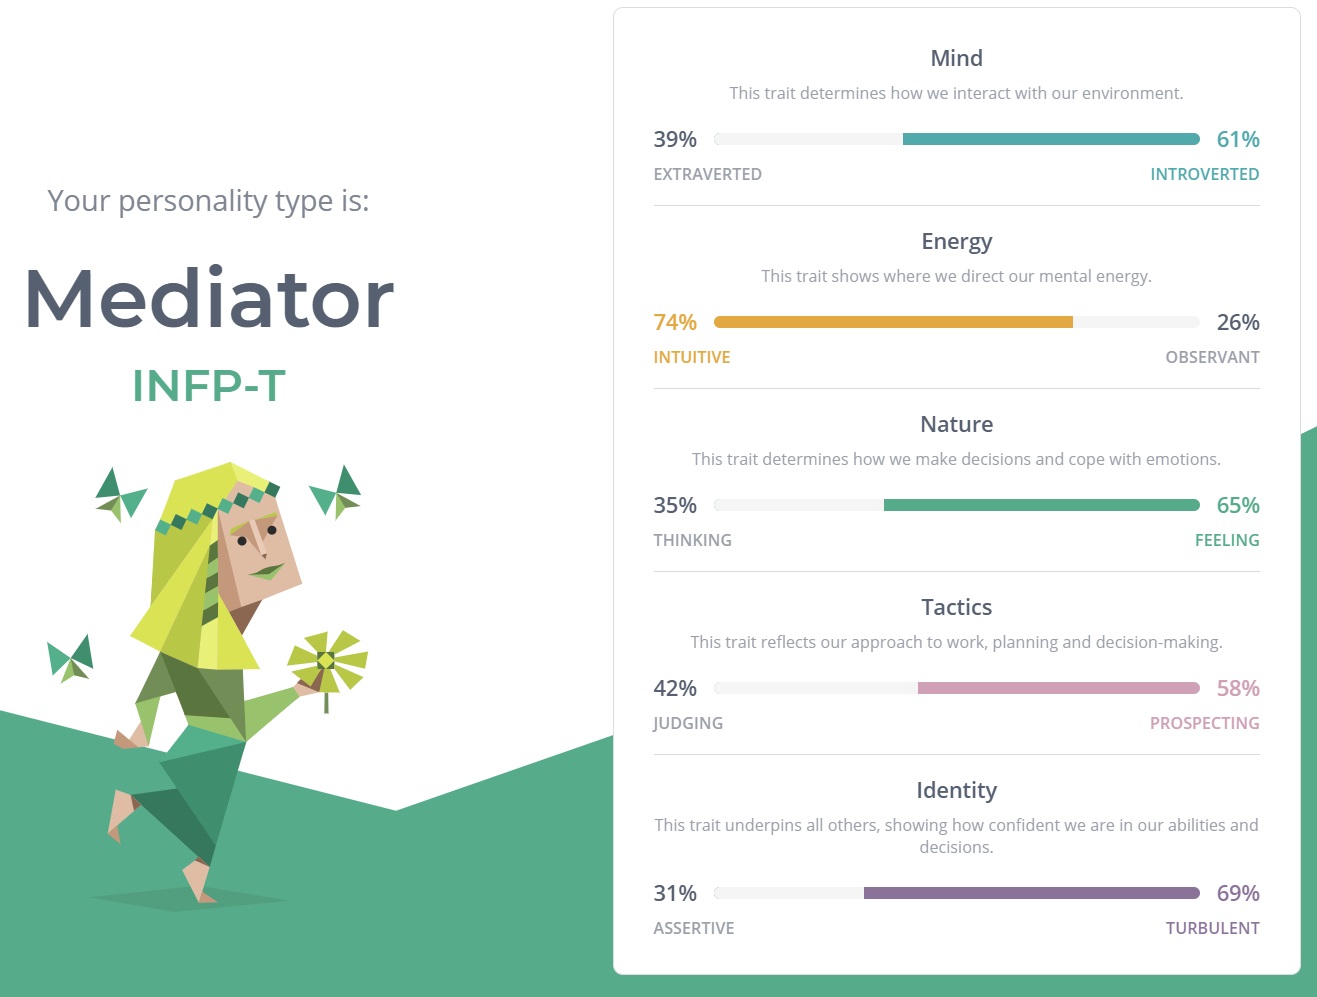 Your personality type is:
Mediator
INFP-T
Mind
This trait determines how we interact with our environment.
39% 61%
EXTRAVERTED INTROVERTED
Energy
This trait shows where we direct our mental energy.
74% 26%
INTUITIVE OBSERVANT
Nature
This trait determines how we make decisions and cope with emotions.
35% 65%
THINKING FEELING
Tactics
This trait reflects our approach to work, planning and decision-making.
42% 58%
JUDGING PROSPECTING
Identity
This trait underpins all others, showing how confident we are in our abilities and
decisions.
31% 69%
ASSERTIVE TURBULENT